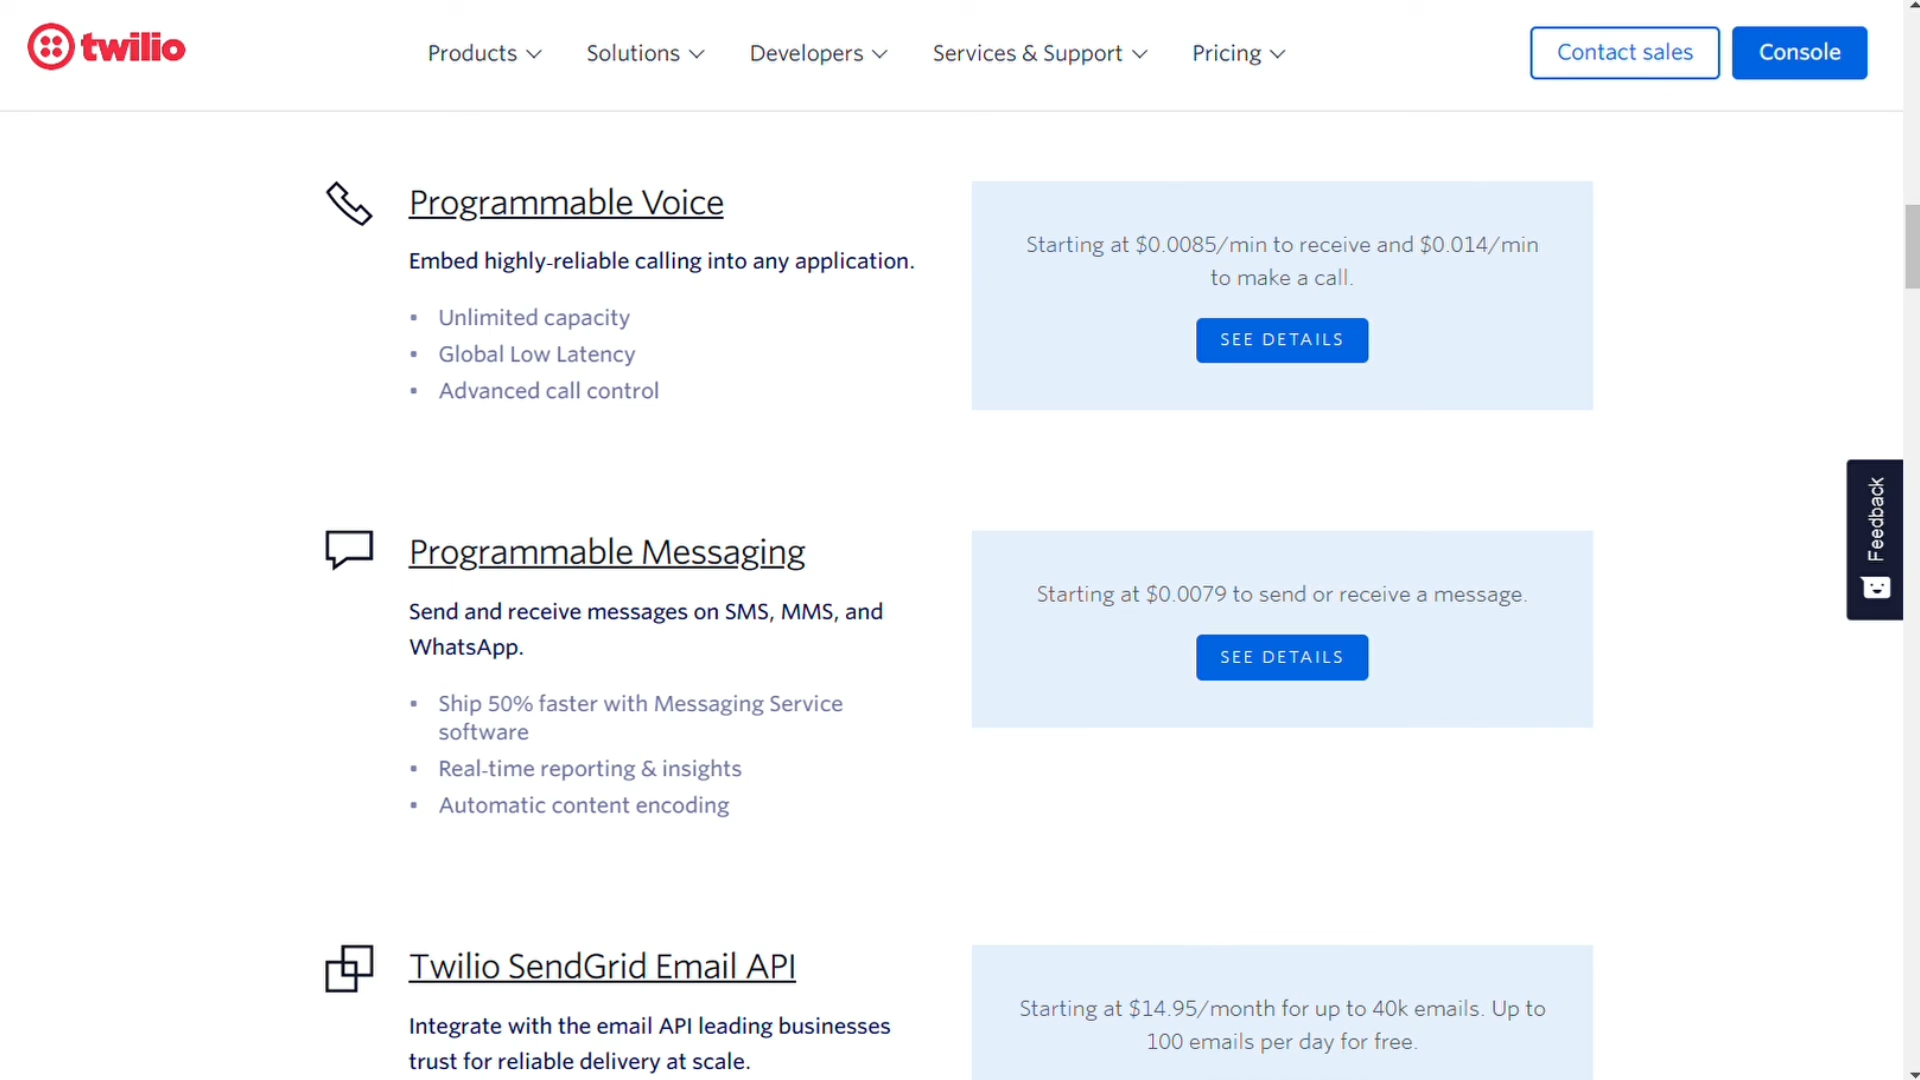 twilio
Products
Solutions
Developers
Services & Support
Pricing
Contact sales
Console
Programmable Voice
Embed highly-reliable calling into any application.
• Unlimited capacity
• Global Low Latency
• Advanced call control
Starting at $0.0085/min to receive and $0.014/min
to make a call.
SEE DETAILS
Feedback
Programmable Messaging
Send and receive messages on SMS, MMS, and
WhatsApp.
• Ship 50% faster with Messaging Service
software
• Real-time reporting & insights
• Automatic content encoding
Starting at $0.0079 to send or receive a message.
SEE DETAILS
Twilio SendGrid Email API
Integrate with the email API leading businesses
trust for reliable delivery at scale.
Starting at $14.95/month for up to 40k emails. Up to
100 emails per day for free.